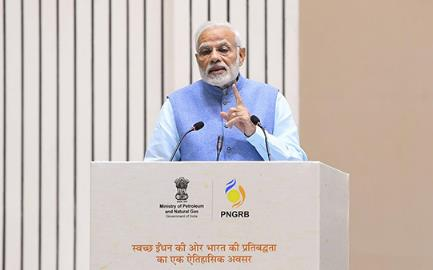 Ministry of Petroleum
and Natural Gas
Government of India
PNGRB
स्वच्छ ईंधन की ओर भारत की प्रतिबद्धता
का एक ऐतिहासिक अवसर